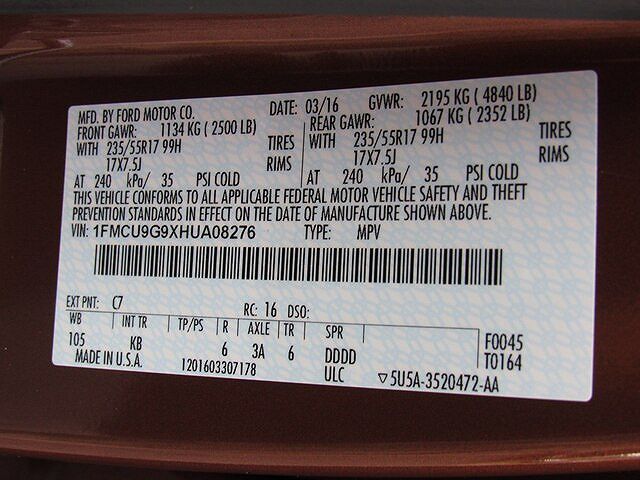 MFD. BY FORD MOTOR CO. DATE: 03/16 GVWR: 2195 KG ( 4840 LB)
FRONT GAWR: 1134 KG ( 2500 LB) REAR GAWR: 1067 KG ( 2352 LB)
WITH 235/55R17 99H TIRES WITH 235/55R17 99H TIRES
17X7.5J RIMS 17X7.5J RIMS
AT 240 kPa/ 35 PSI COLD AT 240 kPa/ 35 PSI COLD
THIS VEHICLE CONFORMS TO ALL APPLICABLE FEDERAL MOTOR VEHICLE SAFETY AND THEFT
PREVENTION STANDARDS IN EFFECT ON THE DATE OF MANUFACTURE SHOWN ABOVE.
VIN: 1FMCU9G9XHUA08276 TYPE: MPV
EXT PNT: C7 RC: 16 DSO:
WB INT TR TP/PS R AXLE TR SPR
105 KB 6 3A 6 DDDD F0045
MADE IN U.S.A. 1201603307178 ULC T0164
▽5U5A-3520472-AA